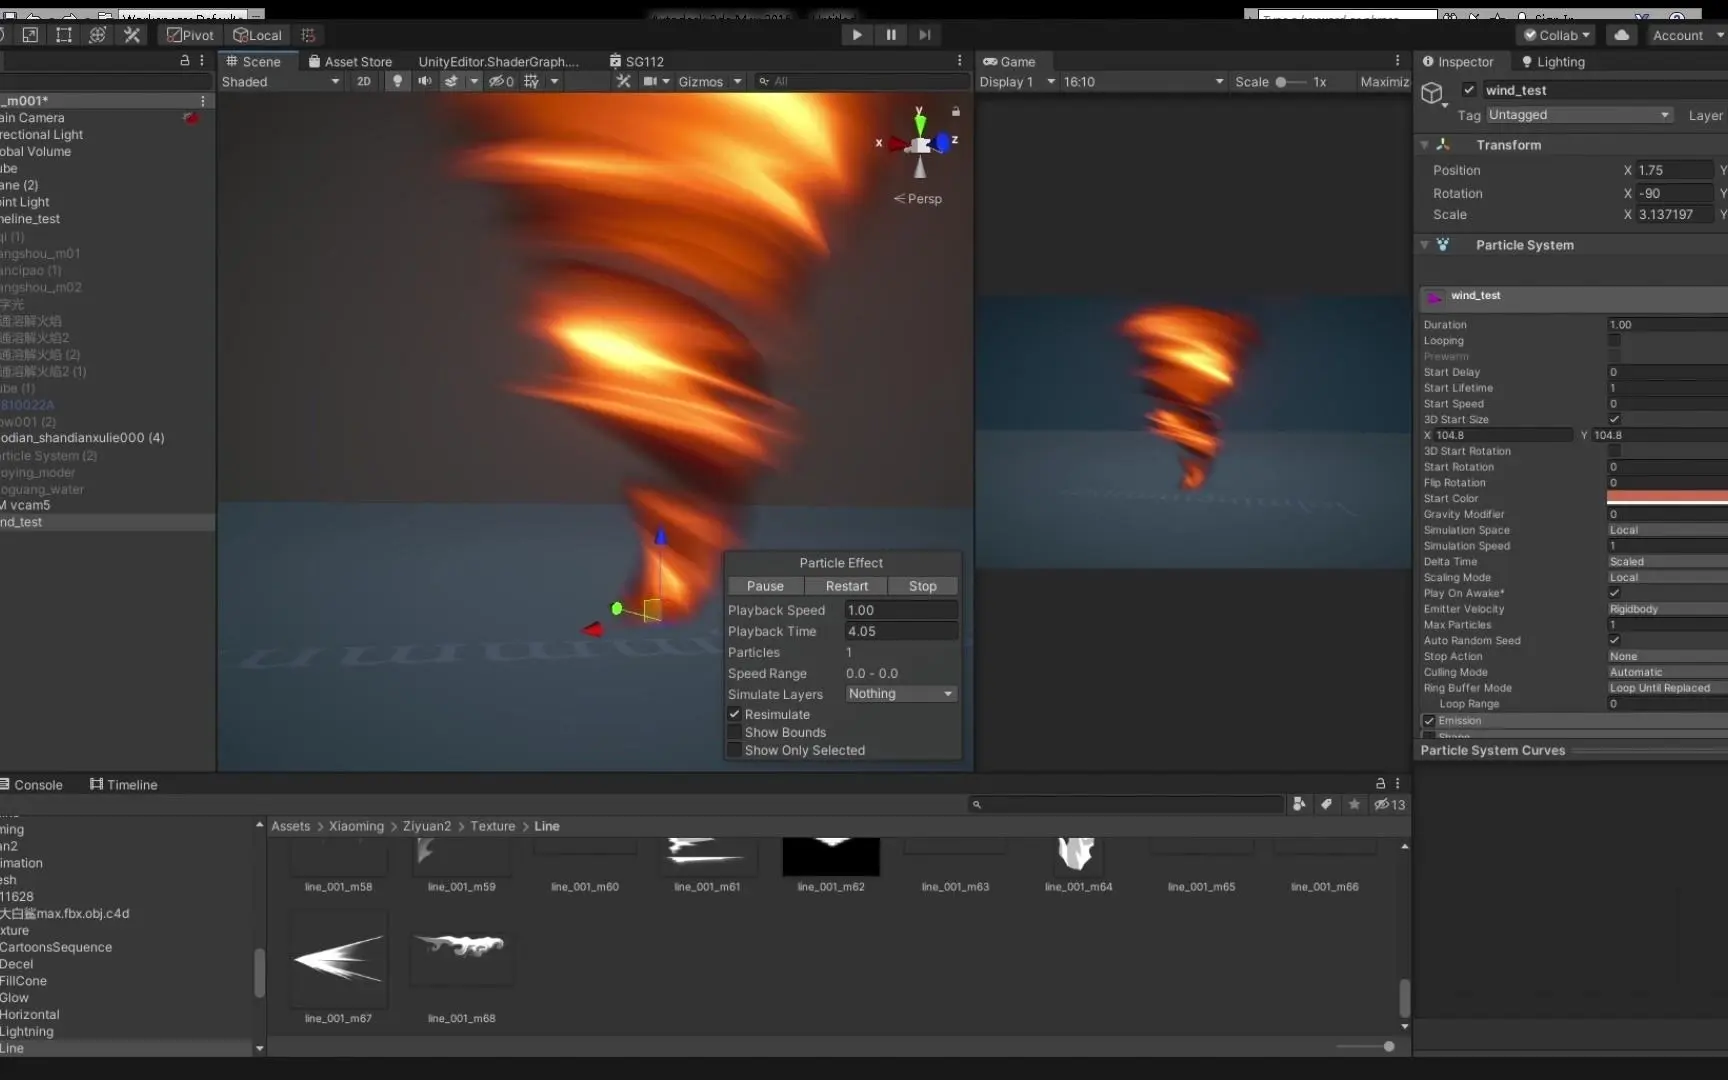 Pivot Local Collab Account
Scene Asset Store UnityEditor.ShaderGraph.... SG112 Game Inspector Lighting
Shaded 2D 0 Gizmos All Display 1 16:10 Scale 1x Maximiz
_m001*
ain Camera
rectional Light
obal Volume
ube
ane (2)
oint Light
neline_test
qi (1)
angshou_m01
ancipao (1)
angshou_m02
字光
通溶解火焰
通溶解火焰2
通溶解火焰 (2)
通溶解火焰2 (1)
ube (1)
810022A
ow001 (2)
odian_shandianxulie000 (4)
rticle System (2)
oying_moder
oguang_water
M vcam5
nd_test
y
x
z
Persp
Particle Effect
Pause Restart Stop
Playback Speed 1.00
Playback Time 4.05
Particles 1
Speed Range 0.0 - 0.0
Simulate Layers Nothing
Resimulate
Show Bounds
Show Only Selected
wind_test
Tag Untagged Layer
Transform
Position X 1.75 Y
Rotation X -90 Y
Scale X 3.137197 Y
Particle System
wind_test
Duration 1.00
Looping
Prewarm
Start Delay 0
Start Lifetime 1
Start Speed 0
3D Start Size
X 104.8 Y 104.8
3D Start Rotation
Start Rotation 0
Flip Rotation 0
Start Color
Gravity Modifier 0
Simulation Space Local
Simulation Speed 1
Delta Time Scaled
Scaling Mode Local
Play On Awake*
Emitter Velocity Rigidbody
Max Particles 1
Auto Random Seed
Stop Action None
Culling Mode Automatic
Ring Buffer Mode Loop Until Replaced
Loop Range 0
Emission
Shape
Particle System Curves
Console Timeline
13
Assets > Xiaoming > Ziyuan2 > Texture > Line
ming
an2
imation
esh
11628
大白鲨max.fbx.obj.c4d
xture
CartoonsSequence
Decel
FillCone
Glow
Horizontal
Lightning
Line
line_001_m58 line_001_m59 line_001_m60 line_001_m61 line_001_m62 line_001_m63 line_001_m64 line_001_m65 line_001_m66
line_001_m67 line_001_m68